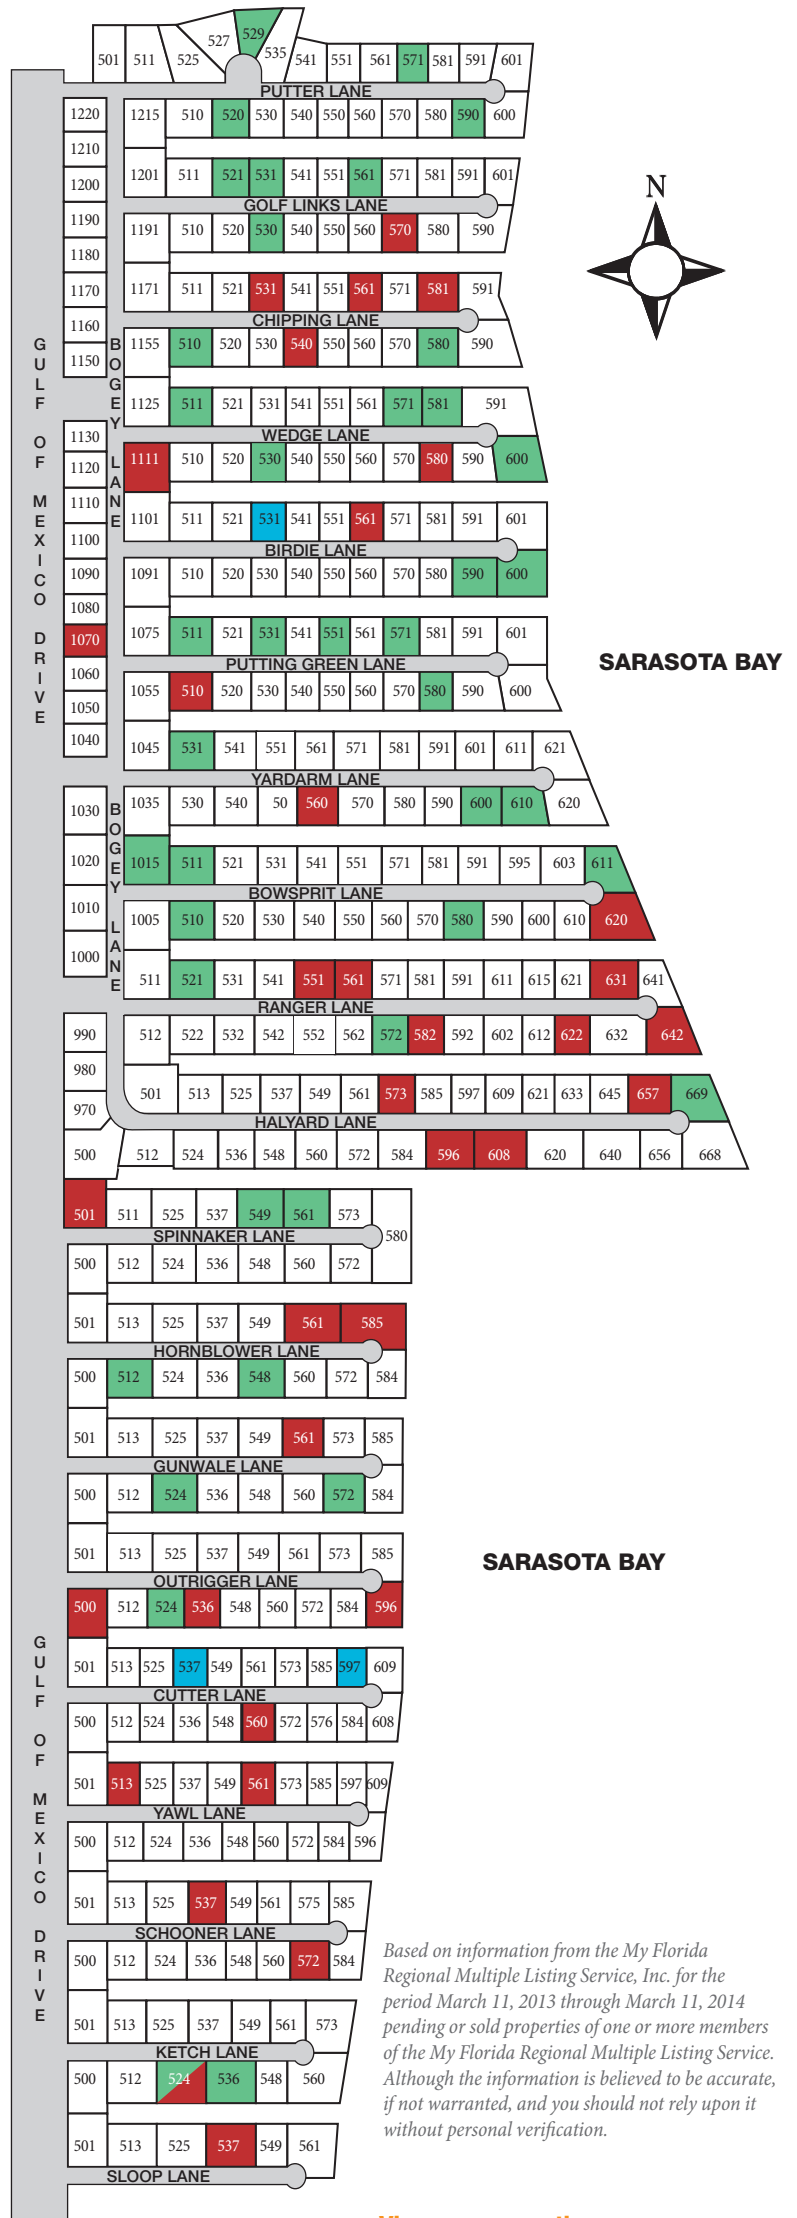 501 511 525 527 529 535 541 551 561 571 581 591 601
PUTTER LANE
1220 1215 510 520 530 540 550 560 570 580 590 600
1210
1200 1201 511 521 531 541 551 561 571 581 591 601
GOLF LINKS LANE
N
1190 1191 510 520 530 540 550 560 570 580 590
1180
1170 1171 511 521 531 541 551 561 571 581 591
CHIPPING LANE
1160
1150 1155 510 520 530 540 550 560 570 580 590
GULF OF MEXICO DRIVE
BOGEY LANE
1125 511 521 531 541 551 561 571 581 591
WEDGE LANE
1130
1120 1111 510 520 530 540 550 560 570 580 590 600
1110
1100 1101 511 521 531 541 551 561 571 581 591 601
BIRDIE LANE
1090 1091 510 520 530 540 550 560 570 580 590 600
1080
1070 1075 511 521 531 541 551 561 571 581 591 601
PUTTING GREEN LANE
SARASOTA BAY
1060
1050 1055 510 520 530 540 550 560 570 580 590 600
1040 1045 531 541 551 561 571 581 591 601 611 621
YARDARM LANE
1030 1035 530 540 50 560 570 580 590 600 610 620
BOGEY LANE
1020 1015 511 521 531 541 551 571 581 591 595 603 611
BOWSPRIT LANE
1010 1005 510 520 530 540 550 560 570 580 590 600 610 620
1000 511 521 531 541 551 561 571 581 591 611 615 621 631 641
RANGER LANE
990 512 522 532 542 552 562 572 582 592 602 612 622 632 642
980
970 501 513 525 537 549 561 573 585 597 609 621 633 645 657 669
HALYARD LANE
500 512 524 536 548 560 572 584 596 608 620 640 656 668
501 511 525 537 549 561 573 580
SPINNAKER LANE
500 512 524 536 548 560 572
501 513 525 537 549 561 585
HORNBLOWER LANE
500 512 524 536 548 560 572 584
501 513 525 537 549 561 573 585
GUNWALE LANE
500 512 524 536 548 560 572 584
501 513 525 537 549 561 573 585
SARASOTA BAY
OUTRIGGER LANE
500 512 524 536 548 560 572 584 596
GULF OF MEXICO DRIVE
501 513 525 537 549 561 573 585 597 609
CUTTER LANE
500 512 524 536 548 560 572 576 584 608
501 513 525 537 549 561 573 585 597 609
YAWL LANE
500 512 524 536 548 560 572 584 596
501 513 525 537 549 561 575 585
SCHOONER LANE
500 512 524 536 548 560 572 584
501 513 525 537 549 561 573
KETCH LANE
500 512 524 536 548 560
501 513 525 537 549 561
SLOOP LANE
Based on information from the My Florida
Regional Multiple Listing Service, Inc. for the
period March 11, 2013 through March 11, 2014
pending or sold properties of one or more members
of the My Florida Regional Multiple Listing Service.
Although the information is believed to be accurate,
if not warranted, and you should not rely upon it
without personal verification.